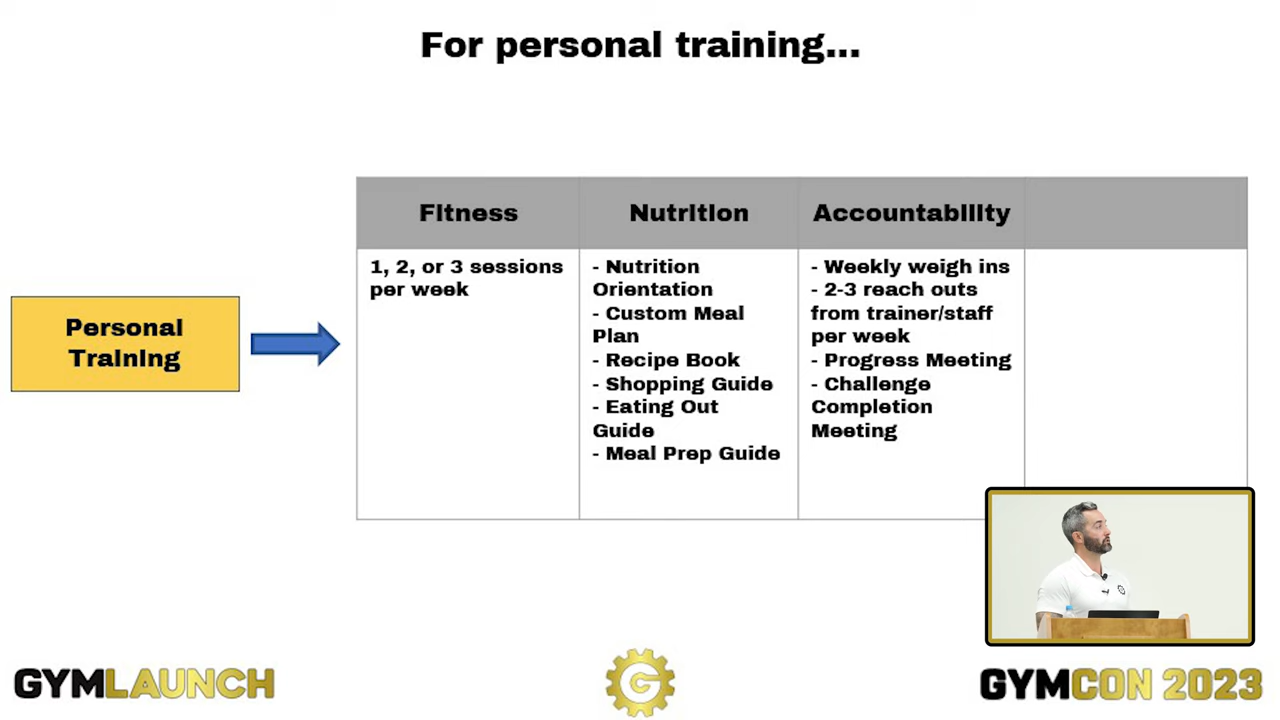 For personal training...
Fitness
Nutrition
Accountability
1, 2, or 3 sessions
per week
- Nutrition
Orientation
- Custom Meal
Plan
- Recipe Book
- Shopping Guide
- Eating Out
Guide
- Meal Prep Guide
- Weekly weigh ins
- 2-3 reach outs
from trainer/staff
per week
- Progress Meeting
- Challenge
Completion
Meeting
Personal
Training
GYMLAUNCH
G
GYMCON 2023